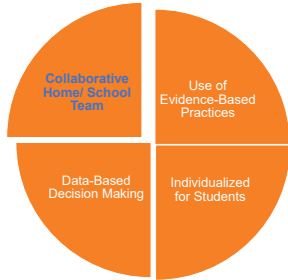 Collaborative
Home/ School
Team
Use of
Evidence-Based
Practices
Data-Based
Decision Making
Individualized
for Students